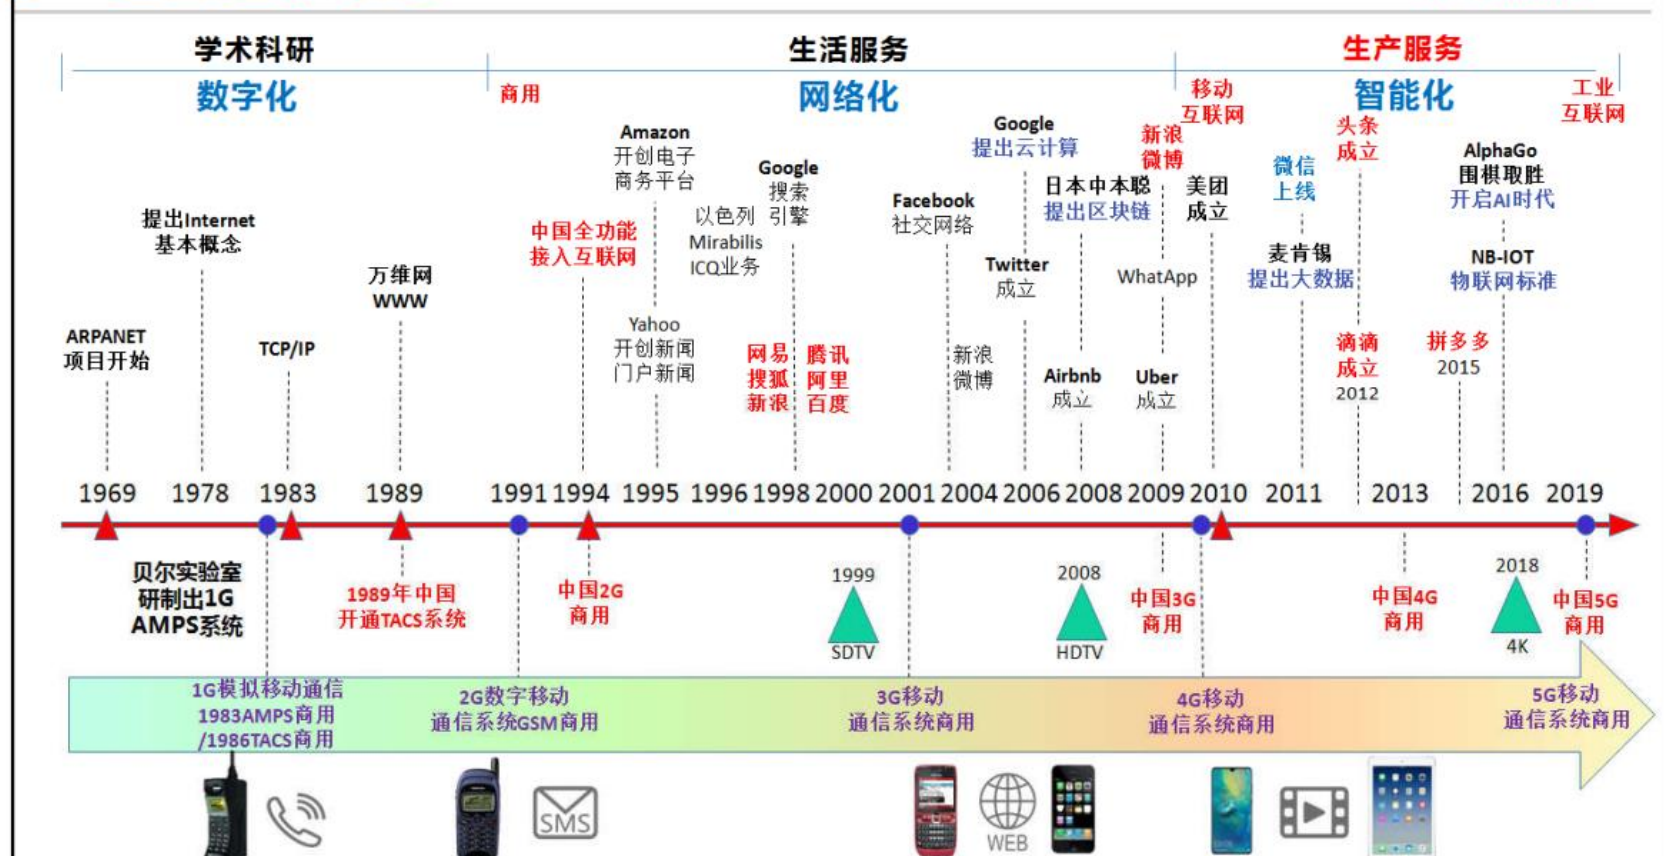 学术科研
生活服务
生产服务
数字化
商用
网络化
移动
互联网
智能化
工业
互联网
ARPANET
项目开始
提出Internet
基本概念
TCP/IP
万维网
WWW
中国全功能
接入互联网
Amazon
开创电子
商务平台
Yahoo
开创新闻
门户新闻
以色列
Mirabilis
ICQ业务
Google
搜索
引擎
网易
搜狐
新浪
腾讯
阿里
百度
Facebook
社交网络
新浪
微博
Google
提出云计算
Twitter
成立
日本中本聪
提出区块链
Airbnb
成立
新浪
微博
WhatApp
Uber
成立
美团
成立
微信
上线
麦肯锡
提出大数据
头条
成立
滴滴
成立
2012
拼多多
2015
AlphaGo
围棋取胜
开启AI时代
NB-IOT
物联网标准
1969 1978 1983 1989 1991 1994 1995 1996 1998 2000 2001 2004 2006 2008 2009 2010 2011 2013 2016 2019
贝尔实验室
研制出1G
AMPS系统
1989年中国
开通TACS系统
中国2G
商用
1999
SDTV
2008
HDTV
中国3G
商用
中国4G
商用
2018
4K
中国5G
商用
1G模拟移动通信
1983AMPS商用
/1986TACS商用
2G数字移动
通信系统GSM商用
3G移动
通信系统商用
4G移动
通信系统商用
5G移动
通信系统商用
SMS
WEB